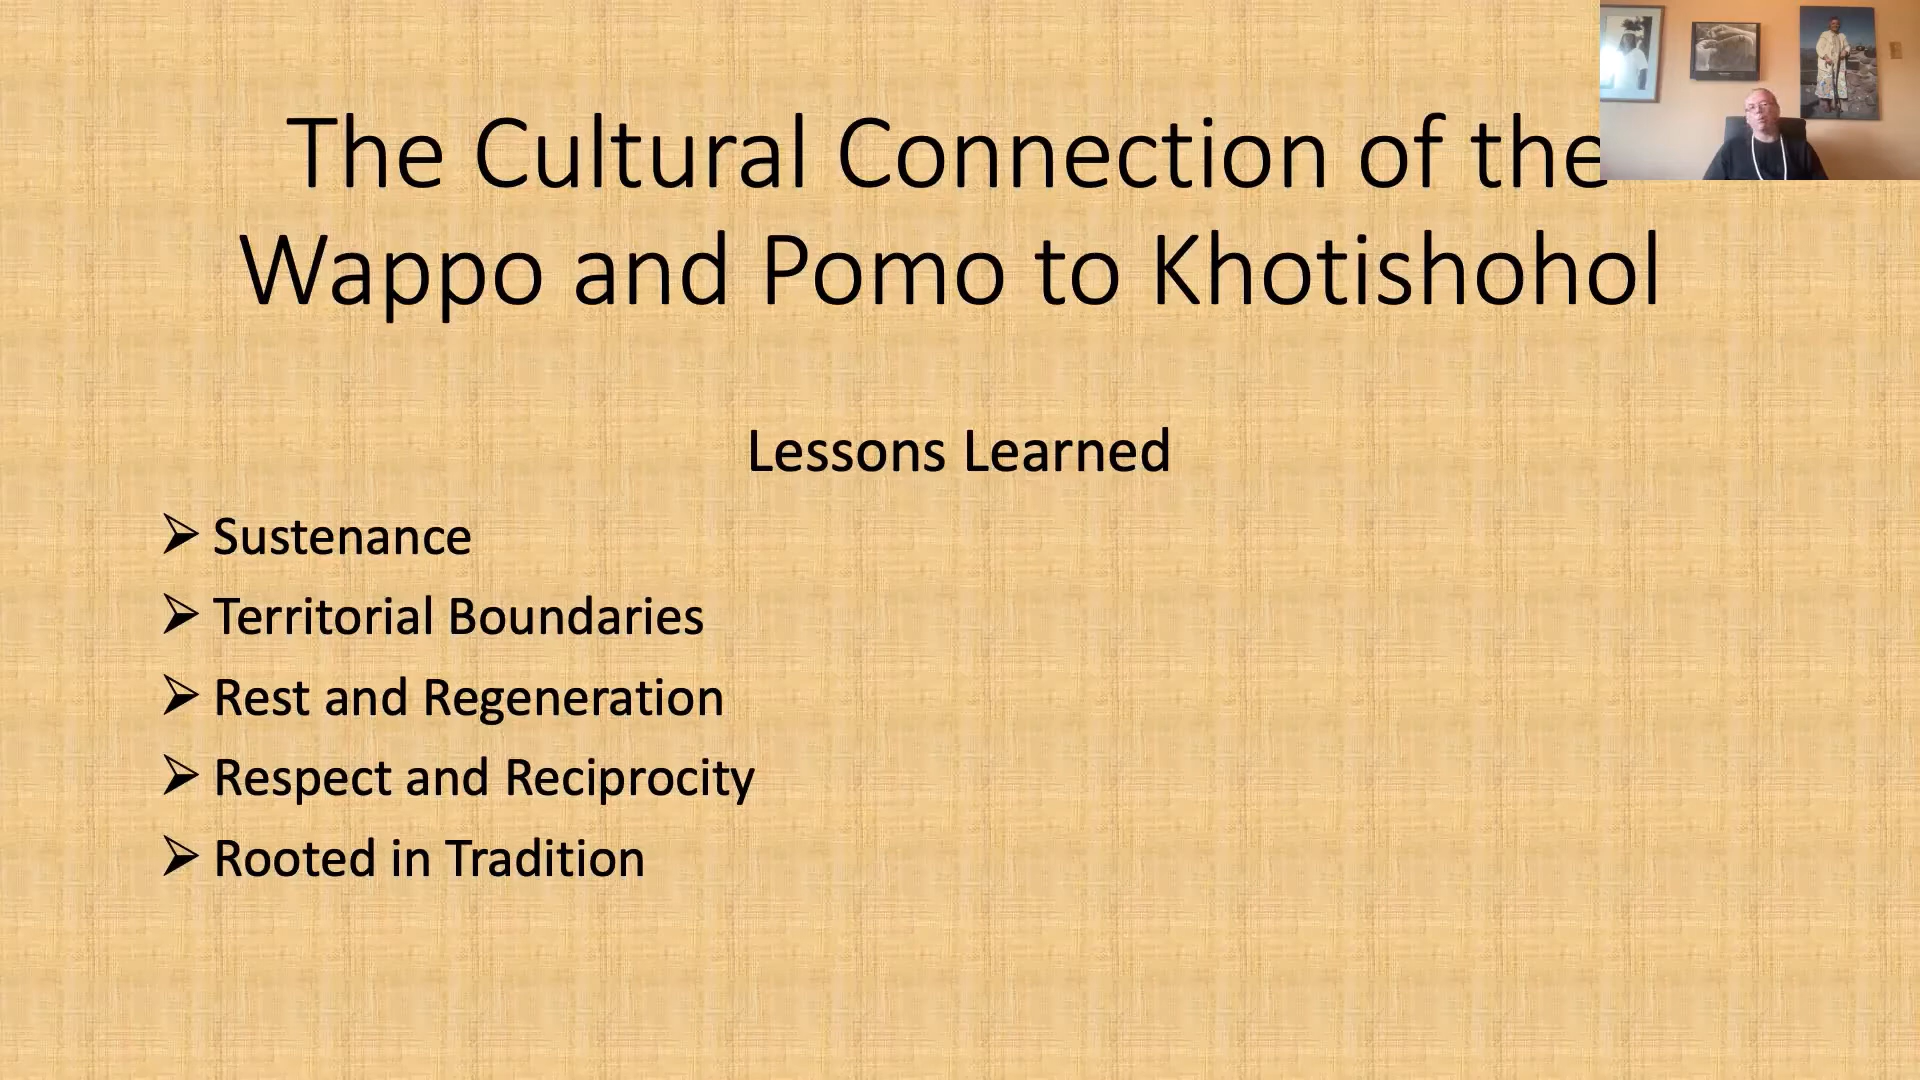 The Cultural Connection of the
Wappo and Pomo to Khotishohol
Lessons Learned
Sustenance
Territorial Boundaries
Rest and Regeneration
Respect and Reciprocity
Rooted in Tradition